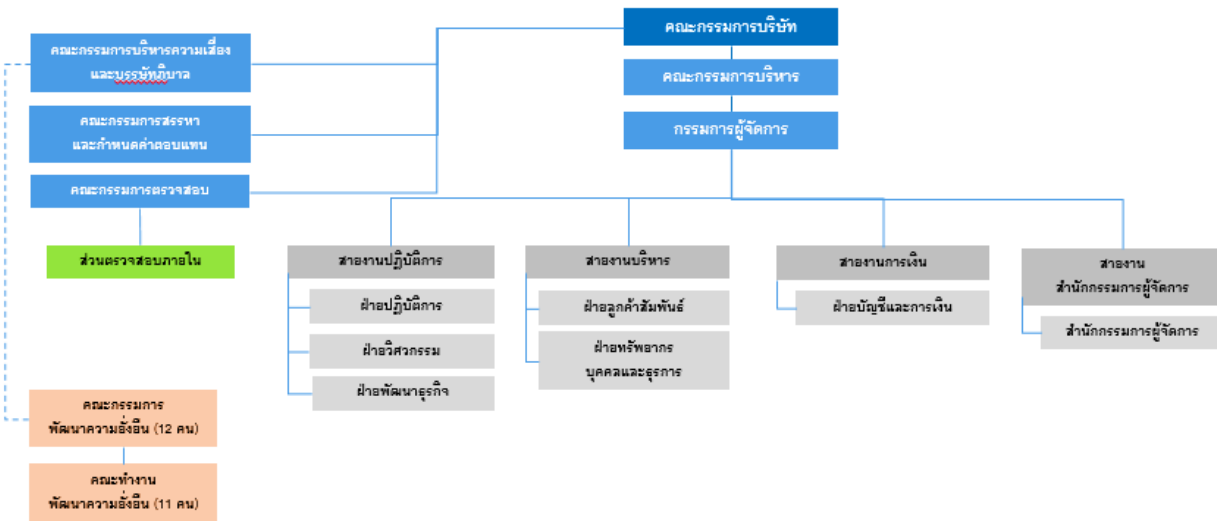 คณะกรรมการบริษัท
คณะกรรมการบริหาร
กรรมการผู้จัดการ
คณะกรรมการบริหารความเสี่ยง
และบรรษัทภิบาล
คณะกรรมการสรรหา
และกำหนดค่าตอบแทน
คณะกรรมการตรวจสอบ
ส่วนตรวจสอบภายใน
สายงานปฏิบัติการ
ฝ่ายปฏิบัติการ
ฝ่ายวิศวกรรม
ฝ่ายพัฒนาธุรกิจ
สายงานบริหาร
ฝ่ายลูกค้าสัมพันธ์
ฝ่ายทรัพยากร
บุคคลและธุรการ
สายงานการเงิน
ฝ่ายบัญชีและการเงิน
สายงาน
สำนักกรรมการผู้จัดการ
สำนักกรรมการผู้จัดการ
คณะกรรมการ
พัฒนาความยั่งยืน (12 คน)
คณะทำงาน
พัฒนาความยั่งยืน (11 คน)